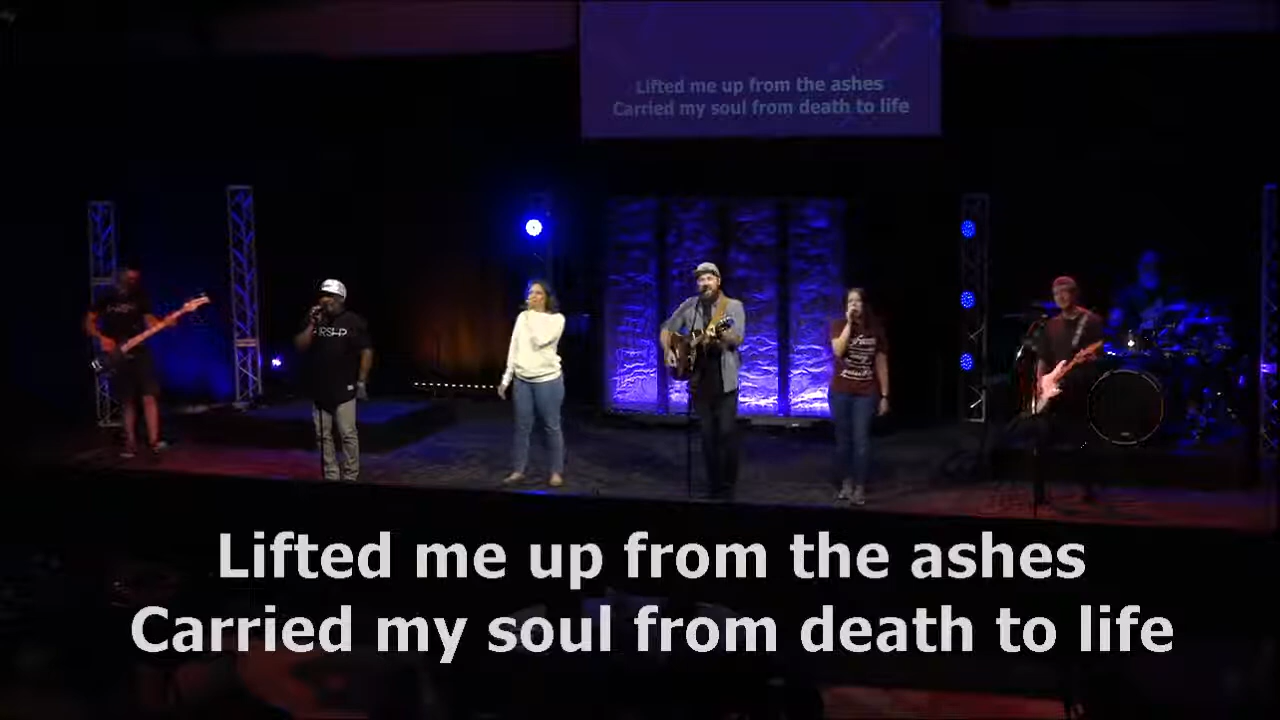 Lifted me up from the ashes
Carried my soul from death to life
Lifted me up from the ashes
Carried my soul from death to life